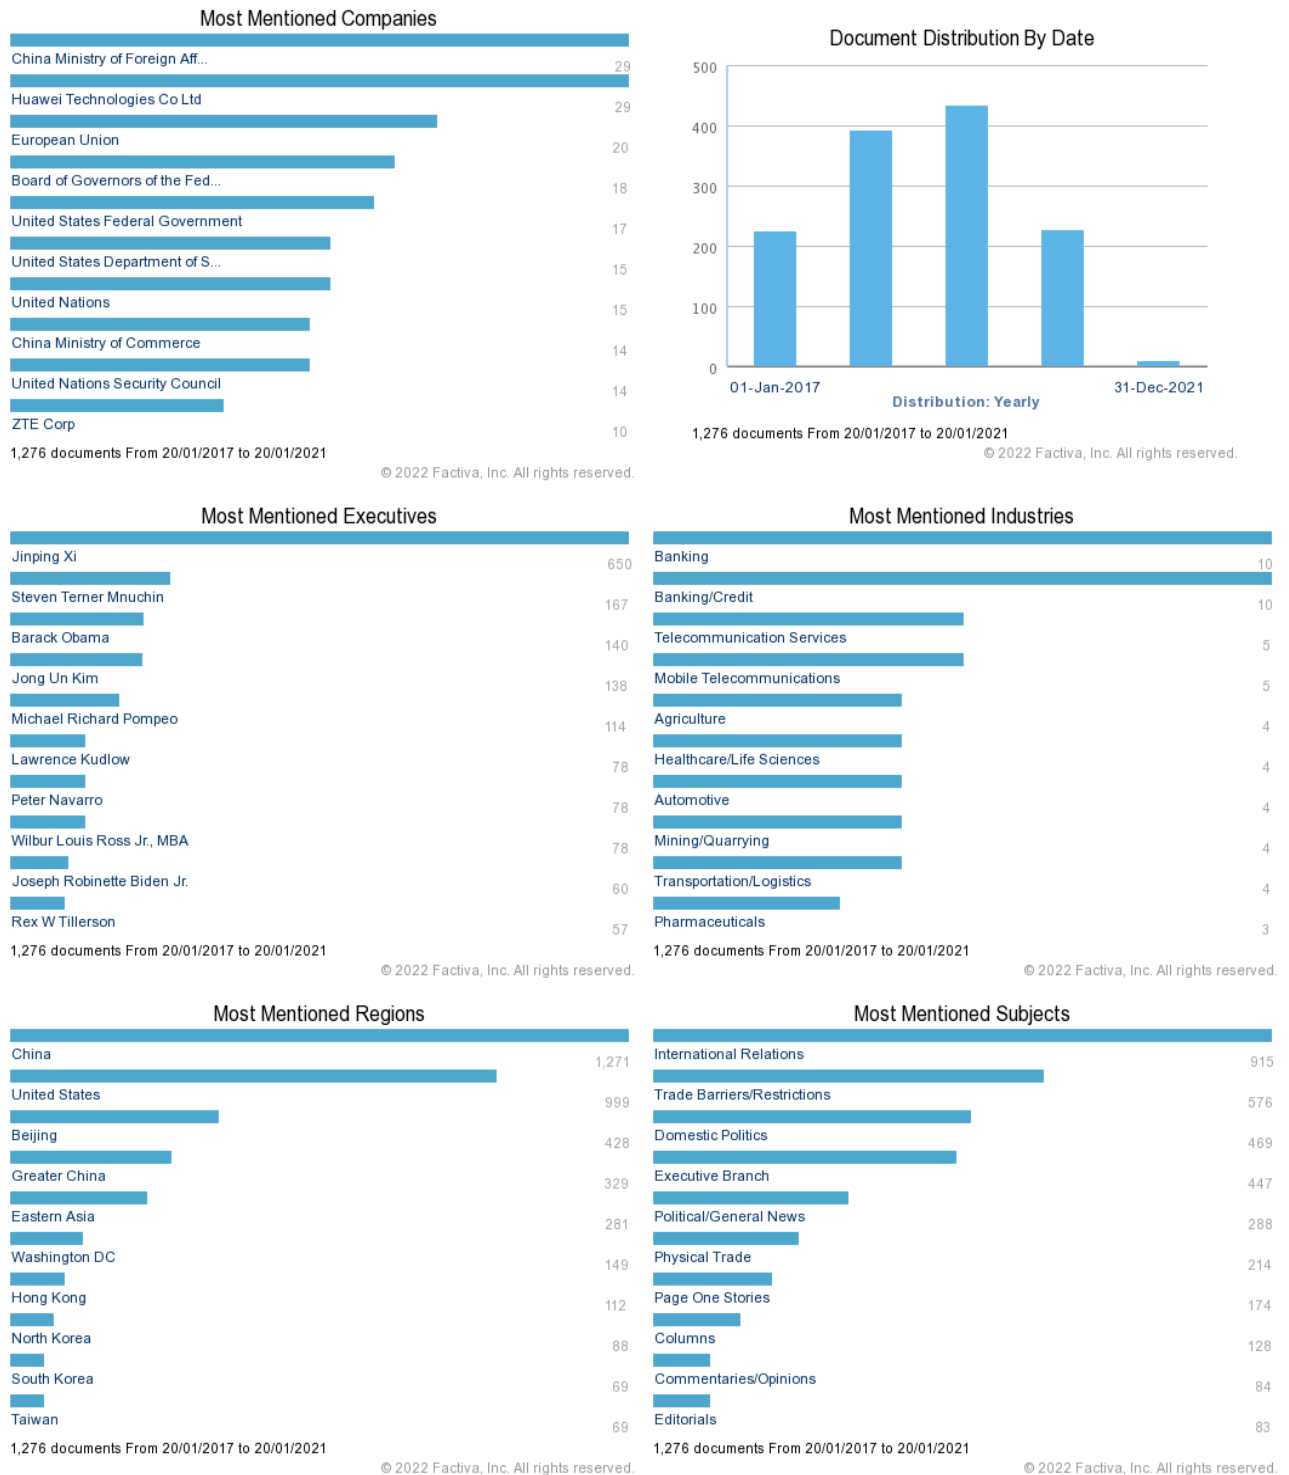 Most Mentioned Companies
China Ministry of Foreign Aff...
29
Huawei Technologies Co Ltd
29
European Union
20
Board of Governors of the Fed...
18
United States Federal Government
17
United States Department of S...
15
United Nations
15
China Ministry of Commerce
14
United Nations Security Council
14
ZTE Corp
10
1,276 documents From 20/01/2017 to 20/01/2021
© 2022 Factiva, Inc. All rights reserved.
Document Distribution By Date
500
400
300
200
100
0
01-Jan-2017
31-Dec-2021
Distribution: Yearly
1,276 documents From 20/01/2017 to 20/01/2021
© 2022 Factiva, Inc. All rights reserved.
Most Mentioned Executives
Jinping Xi
650
Steven Terner Mnuchin
167
Barack Obama
140
Jong Un Kim
138
Michael Richard Pompeo
114
Lawrence Kudlow
78
Peter Navarro
78
Wilbur Louis Ross Jr., MBA
78
Joseph Robinette Biden Jr.
60
Rex W Tillerson
57
1,276 documents From 20/01/2017 to 20/01/2021
© 2022 Factiva, Inc. All rights reserved.
Most Mentioned Industries
Banking
10
Banking/Credit
10
Telecommunication Services
5
Mobile Telecommunications
5
Agriculture
4
Healthcare/Life Sciences
4
Automotive
4
Mining/Quarrying
4
Transportation/Logistics
4
Pharmaceuticals
3
1,276 documents From 20/01/2017 to 20/01/2021
© 2022 Factiva, Inc. All rights reserved.
Most Mentioned Regions
China
1,271
United States
999
Beijing
428
Greater China
329
Eastern Asia
281
Washington DC
149
Hong Kong
112
North Korea
88
South Korea
69
Taiwan
69
1,276 documents From 20/01/2017 to 20/01/2021
© 2022 Factiva, Inc. All rights reserved.
Most Mentioned Subjects
International Relations
915
Trade Barriers/Restrictions
576
Domestic Politics
469
Executive Branch
447
Political/General News
288
Physical Trade
214
Page One Stories
174
Columns
128
Commentaries/Opinions
84
Editorials
83
1,276 documents From 20/01/2017 to 20/01/2021
© 2022 Factiva, Inc. All rights reserved.